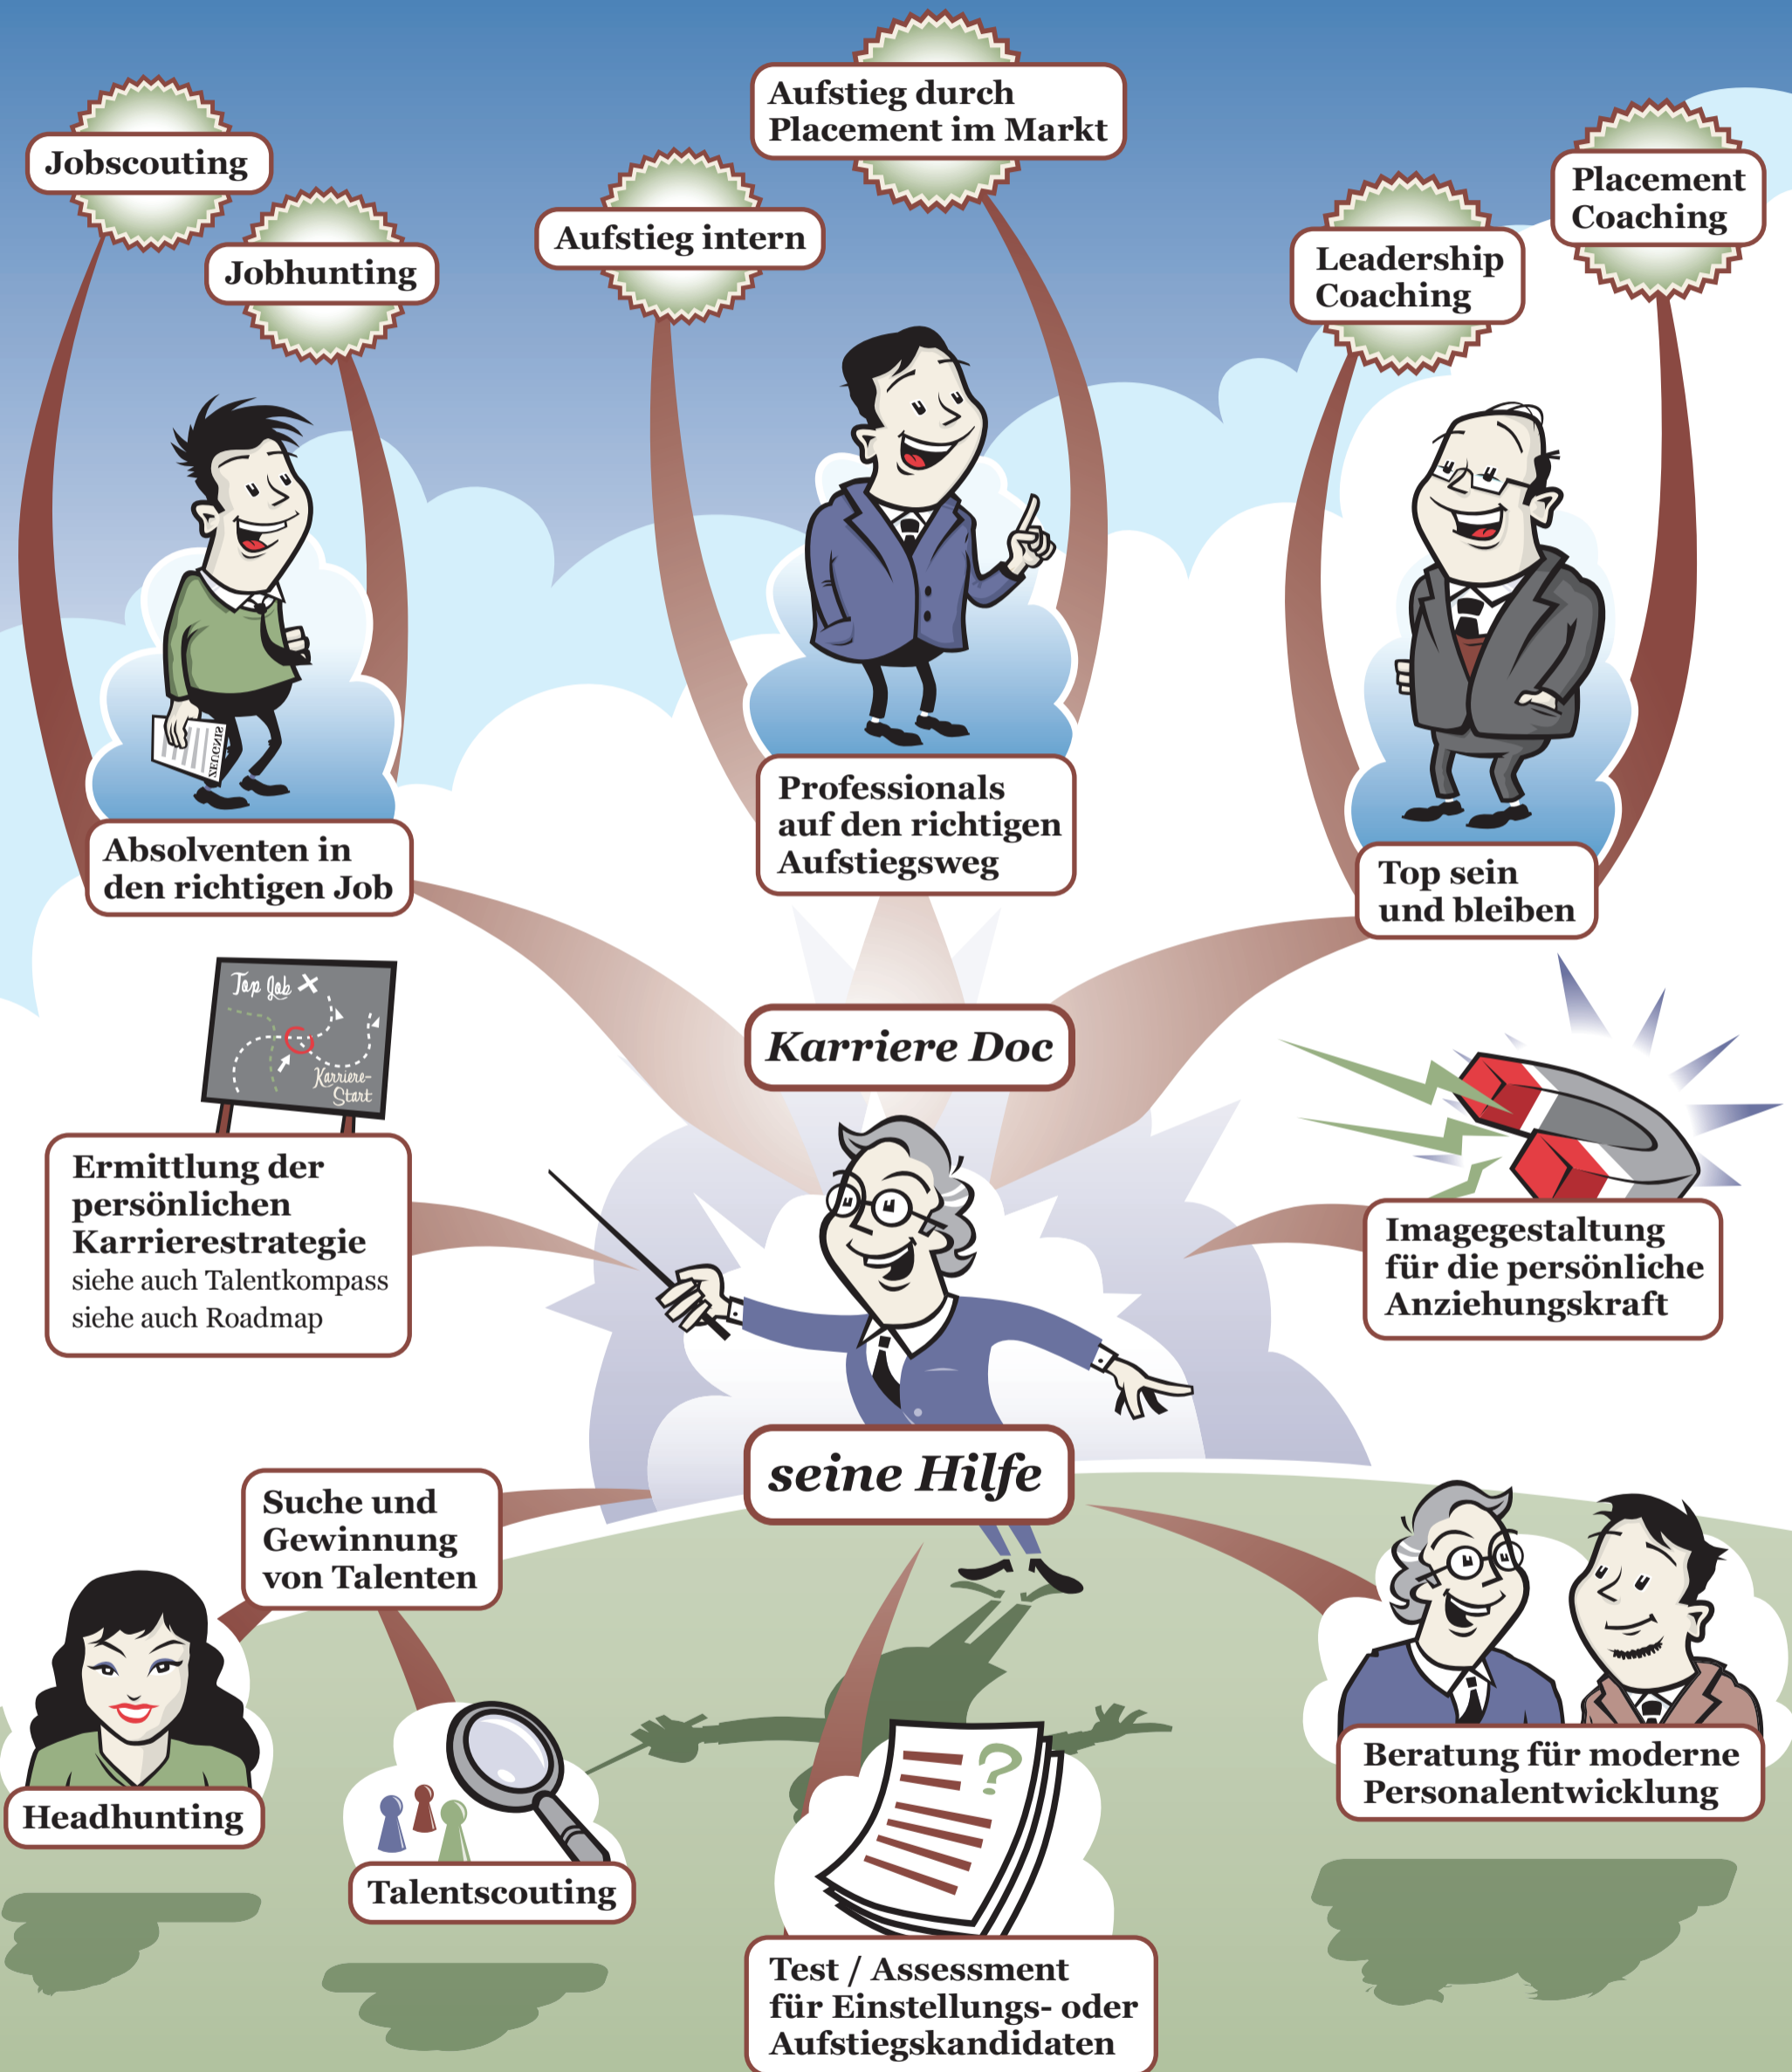 Aufstieg durch
Placement im Markt
Jobscouting
Placement
Coaching
Aufstieg intern
Leadership
Coaching
Jobhunting
ZEUGNIS
Professionals
auf den richtigen
Aufstiegsweg
Absolventen in
den richtigen Job
Top sein
und bleiben
Top Job
Karriere-
Start
Karriere Doc
Ermittlung der
persönlichen
Karrierestrategie
siehe auch Talentkompass
siehe auch Roadmap
Imagegestaltung
für die persönliche
Anziehungskraft
seine Hilfe
Suche und
Gewinnung
von Talenten
?
Beratung für moderne
Personalentwicklung
Headhunting
Talentscouting
Test / Assessment
für Einstellungs- oder
Aufstiegskandidaten